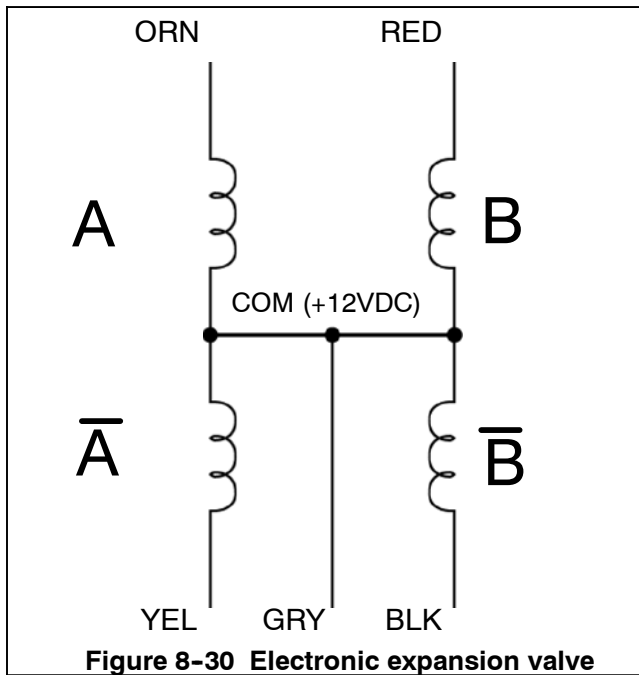 ORN RED
A B
COM (+12VDC)
A̅ B̅
YEL GRY BLK
Figure 8-30 Electronic expansion valve